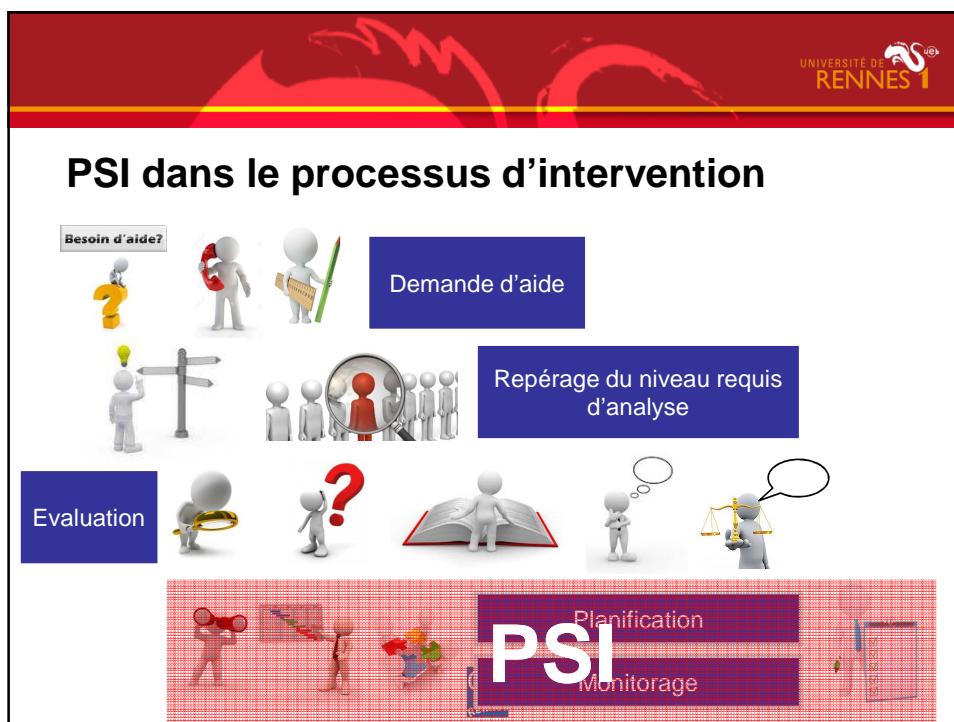 UNIVERSITÉ DE
RENNES 1
ue
PSI dans le processus d'intervention
Besoin d'aide?
Demande d'aide
Repérage du niveau requis
d'analyse
Evaluation
Planification
PSI
Monitorage